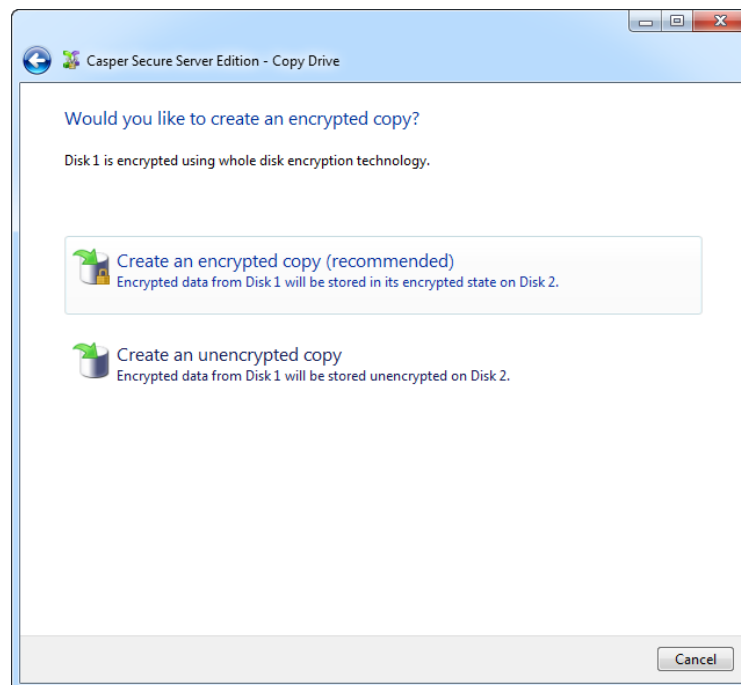 Casper Secure Server Edition - Copy Drive
Would you like to create an encrypted copy?
Disk 1 is encrypted using whole disk encryption technology.
Create an encrypted copy (recommended)
Encrypted data from Disk 1 will be stored in its encrypted state on Disk 2.
Create an unencrypted copy
Encrypted data from Disk 1 will be stored unencrypted on Disk 2.
Cancel